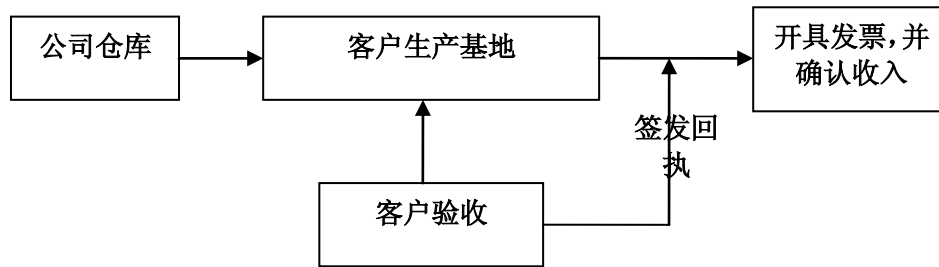 公司仓库
客户生产基地
开具发票，并
确认收入
签发回
执
客户验收